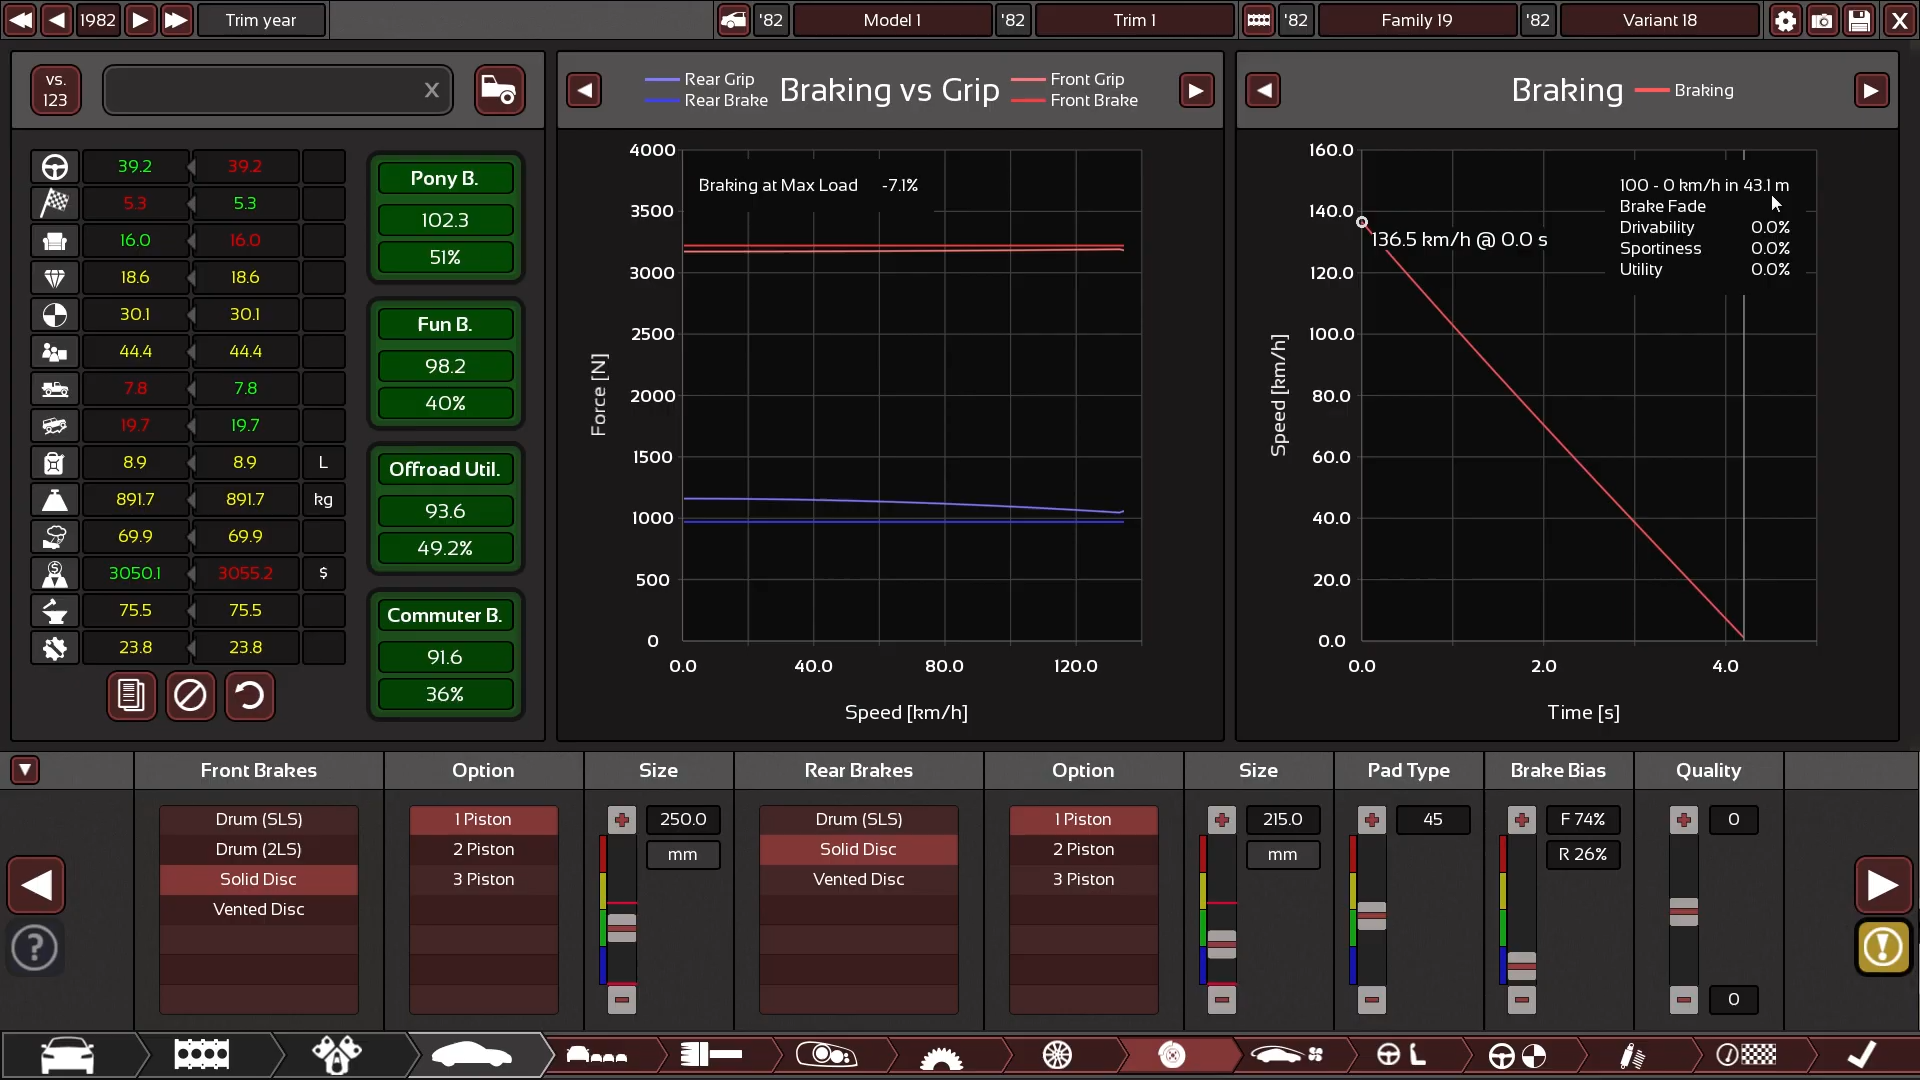 1982
Trim year
'82
Model 1
'82
Trim 1
'82
Family 19
'82
Variant 18
X
vs.
123
x
39.2 39.2
5.3 5.3
16.0 16.0
18.6 18.6
30.1 30.1
44.4 44.4
7.8 7.8
19.7 19.7
8.9 8.9 L
891.7 891.7 kg
69.9 69.9
3050.1 3055.2 $
75.5 75.5
23.8 23.8
Pony B.
102.3
51%
Fun B.
98.2
40%
Offroad Util.
93.6
49.2%
Commuter B.
91.6
36%
Rear Grip
Rear Brake
Braking vs Grip
Front Grip
Front Brake
Braking at Max Load -7.1%
4000
3500
3000
2500
2000
1500
1000
500
0
Force [N]
0.0 40.0 80.0 120.0
Speed [km/h]
Braking
Braking
100 - 0 km/h in 43.1 m
Brake Fade
Drivability 0.0%
Sportiness 0.0%
Utility 0.0%
136.5 km/h @ 0.0 s
160.0
140.0
120.0
100.0
80.0
60.0
40.0
20.0
0.0
Speed [km/h]
0.0 2.0 4.0
Time [s]
Front Brakes
Drum (SLS)
Drum (2LS)
Solid Disc
Vented Disc
Option
1 Piston
2 Piston
3 Piston
Size
250.0
mm
Rear Brakes
Drum (SLS)
Solid Disc
Vented Disc
Option
1 Piston
2 Piston
3 Piston
Size
215.0
mm
Pad Type
45
Brake Bias
F 74%
R 26%
Quality
0
0
?